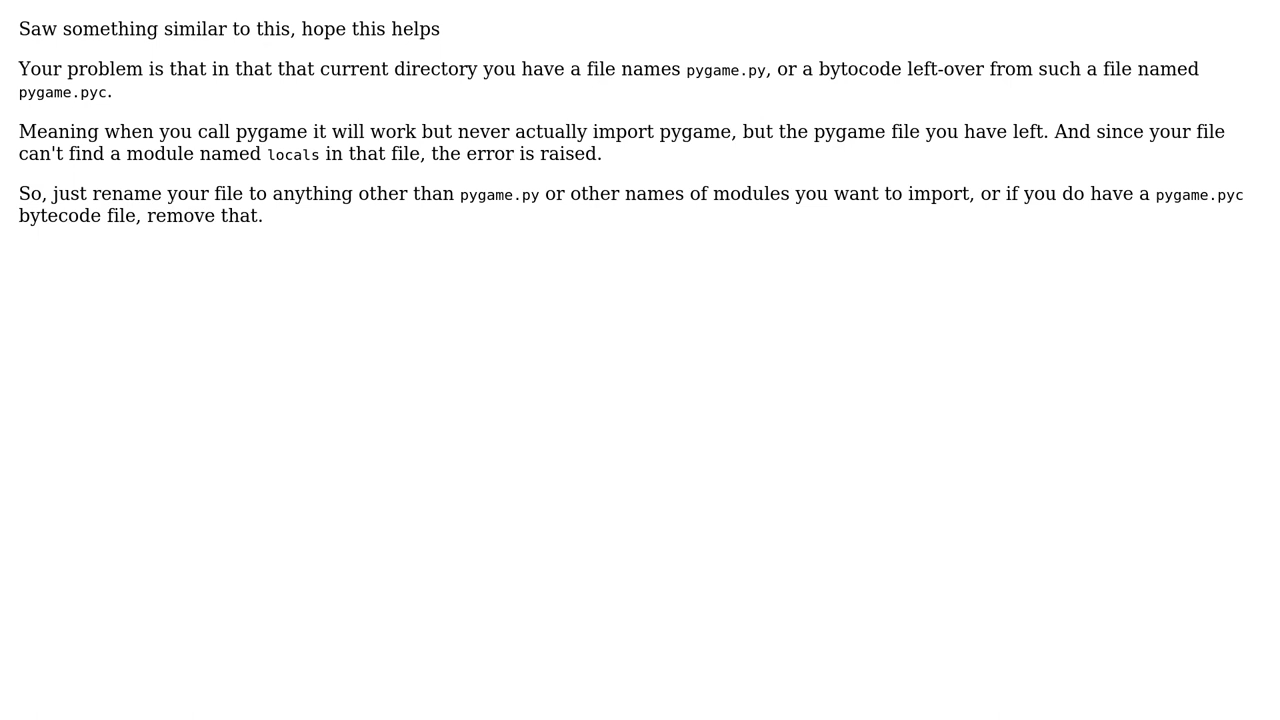 Saw something similar to this, hope this helps
Your problem is that in that that current directory you have a file names pygame.py, or a bytocode left-over from such a file named
pygame.pyc.
Meaning when you call pygame it will work but never actually import pygame, but the pygame file you have left. And since your file
can't find a module named locals in that file, the error is raised.
So, just rename your file to anything other than pygame.py or other names of modules you want to import, or if you do have a pygame.pyc
bytecode file, remove that.